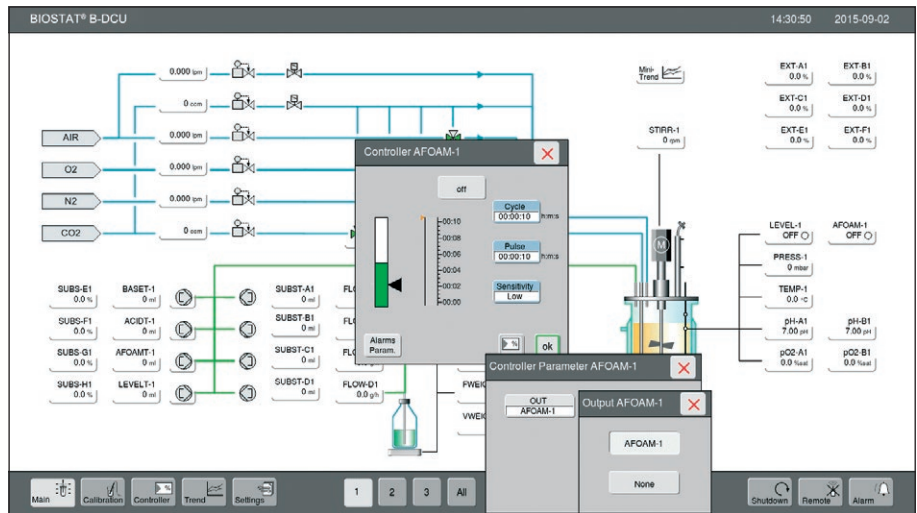 BIOSTAT® B-DCU
14:30:50 2015-09-02
0.000 lpm
0 ccm
0.000 lpm
0.000 lpm
0.000 lpm
0 ccm
AIR
O2
N2
CO2
Mini-
Trend
STIRR-1
0 rpm
EXT-A1 EXT-B1
0.0 % 0.0 %
EXT-C1 EXT-D1
0.0 % 0.0 %
EXT-E1 EXT-F1
0.0 % 0.0 %
Controller AFOAM-1
off
Cycle
00:00:10 h:m:s
Pulse
00:00:10 h:m:s
Sensitivity
Low
00:10
00:08
00:06
00:04
00:02
00:00
Alarms
Param.
%
ok
M
LEVEL-1 AFOAM-1
OFF OFF
PRESS-1
0 mbar
TEMP-1
0.0 °C
pH-A1 pH-B1
7.00 pH 7.00 pH
pO2-A1 pO2-B1
0.0 %sat 0.0 %sat
SUBS-E1 BASET-1 SUBST-A1
0.0 % 0 ml 0 ml
SUBS-F1 ACIDT-1 SUBST-B1
0.0 % 0 ml 0 ml
SUBS-G1 AFOAMT-1 SUBST-C1
0.0 % 0 ml 0 ml
SUBS-H1 LEVELT-1 SUBST-D1 FLOW-D1
0.0 % 0 ml 0 ml 0.0 g/h
Controller Parameter AFOAM-1
OUT
AFOAM-1
Output AFOAM-1
AFOAM-1
None
Main Calibration Controller Trend Settings
1 2 3 All
Shutdown Remote Alarm